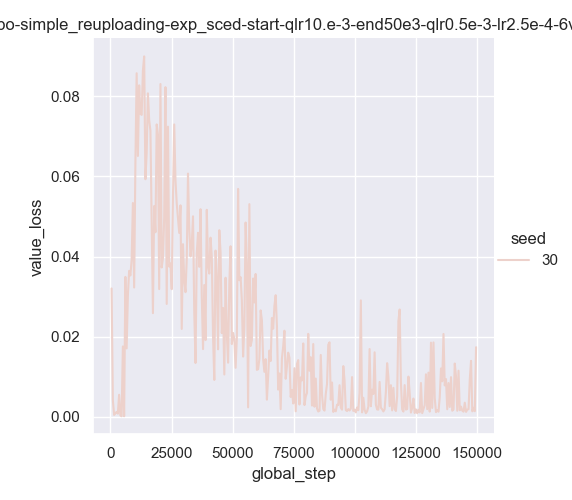 oo-simple_reuploading-exp_sced-start-qlr10.e-3-end50e3-qlr0.5e-3-lr2.5e-4-6v
value_loss
0.08
0.06
0.04
0.02
0.00
0 25000 50000 75000 100000 125000 150000
global_step
seed
30